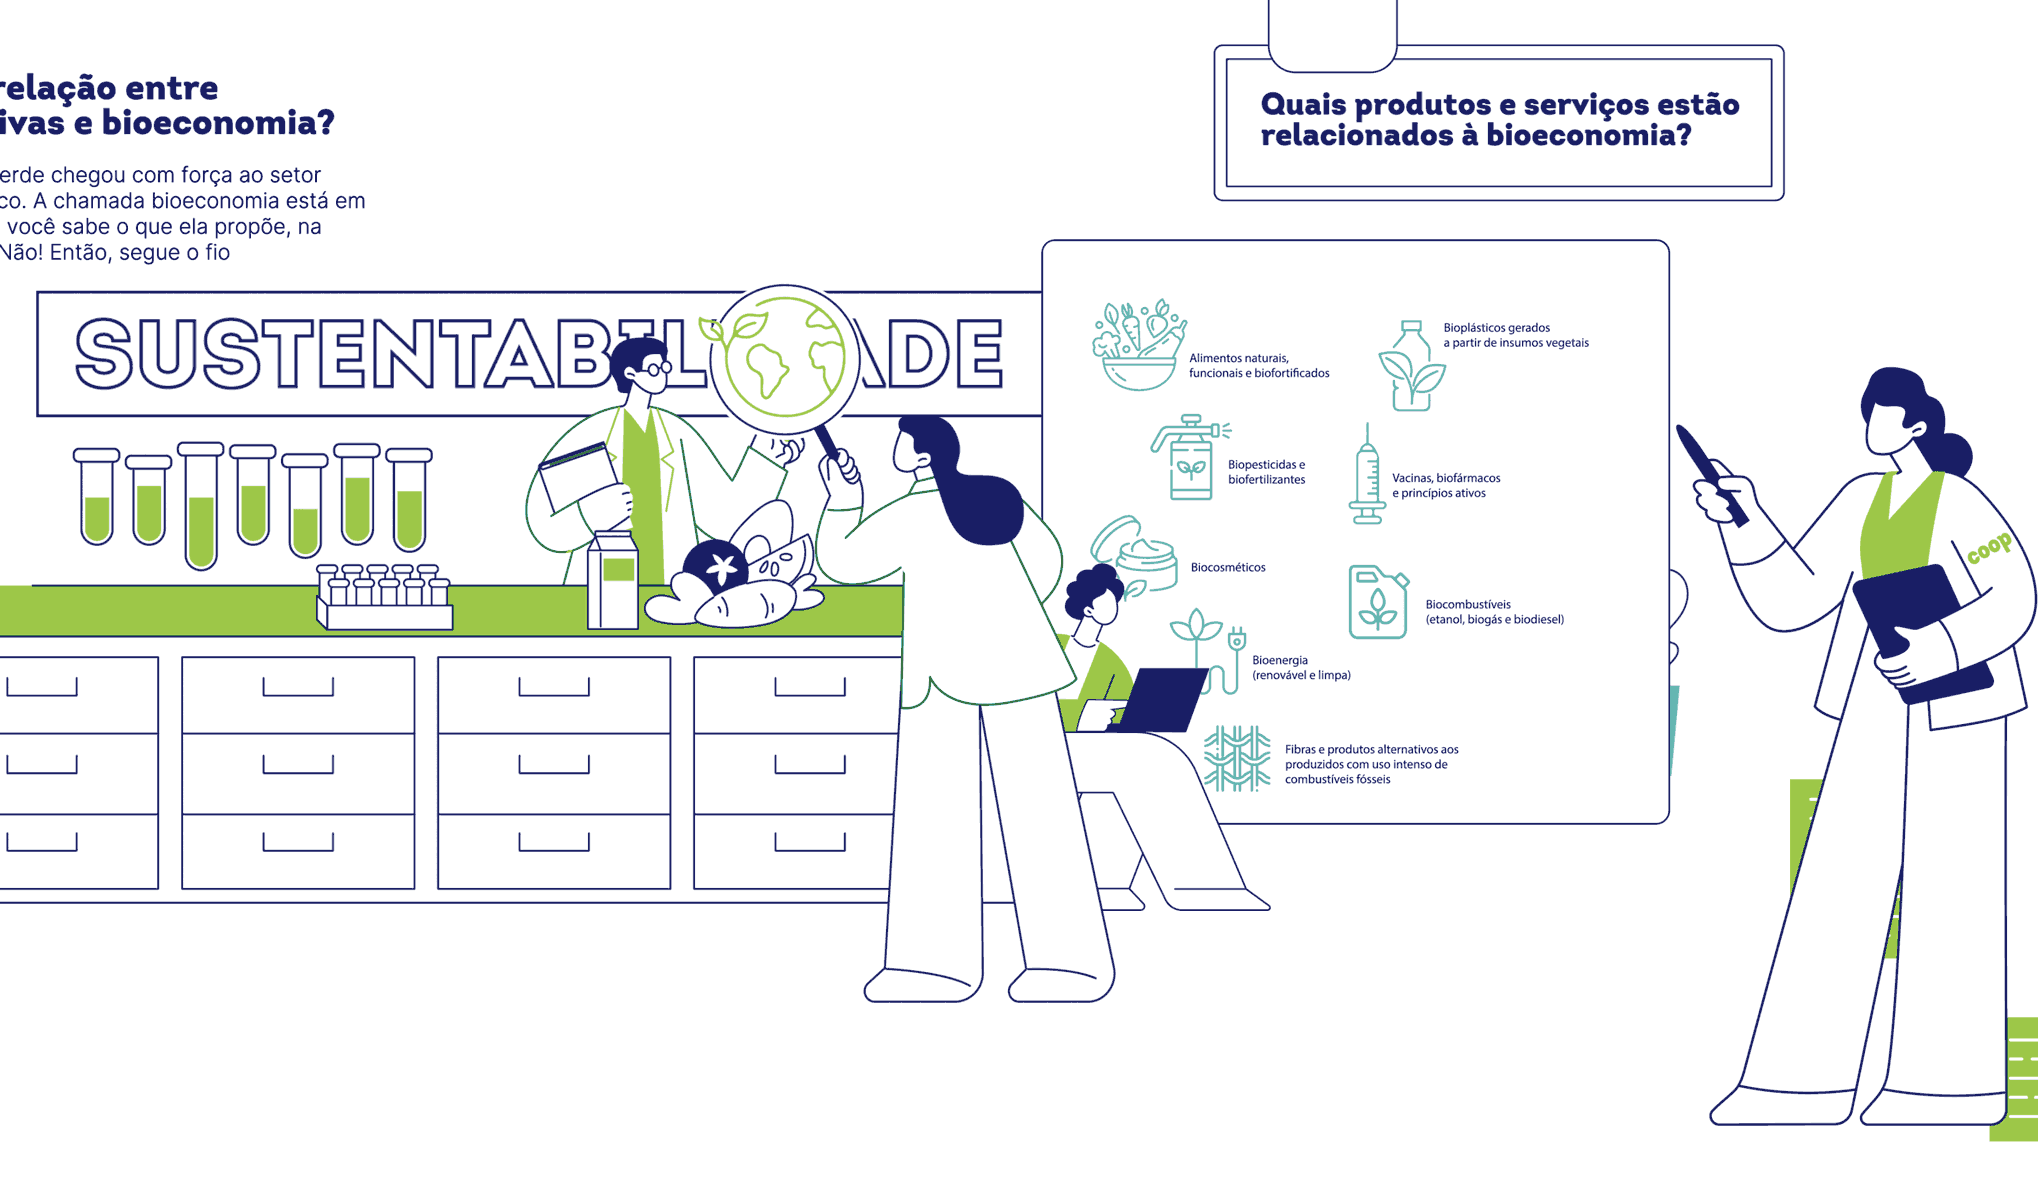 relação entre
ivas e bioeconomia?
erde chegou com força ao setor
co. A chamada bioeconomia está em
você sabe o que ela propõe, na
Não! Então, segue o fio
SUSTENTABIL ADE
Quais produtos e serviços estão
relacionados à bioeconomia?
Alimentos naturais,
funcionais e biofortificados
Bioplásticos gerados
a partir de insumos vegetais
Biopesticidas e
biofertilizantes
Vacinas, biofármacos
e princípios ativos
Biocosméticos
Biocombustíveis
(etanol, biogás e biodiesel)
Bioenergia
(renovável e limpa)
Fibras e produtos alternativos aos
produzidos com uso intenso de
combustíveis fósseis
coop